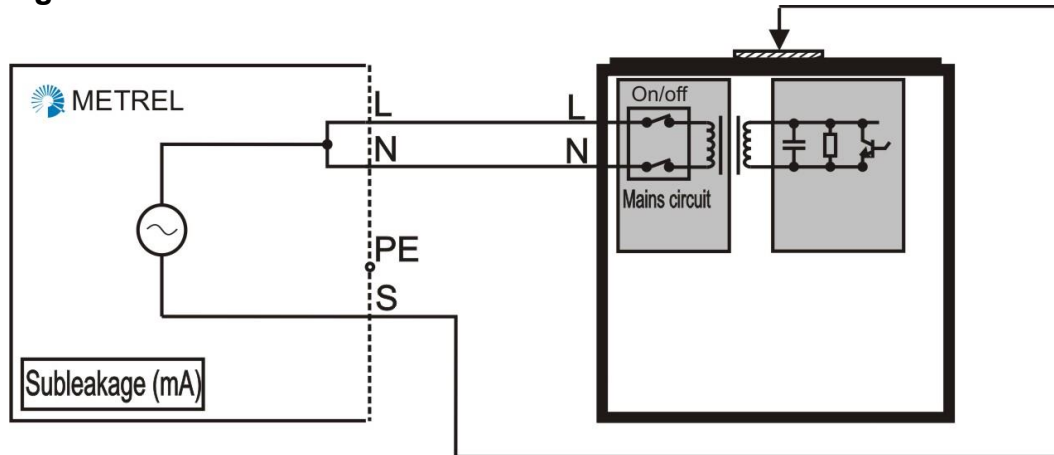 METREL
L
N
PE
S
Subleakage (mA)
L
N
On/off
Mains circuit